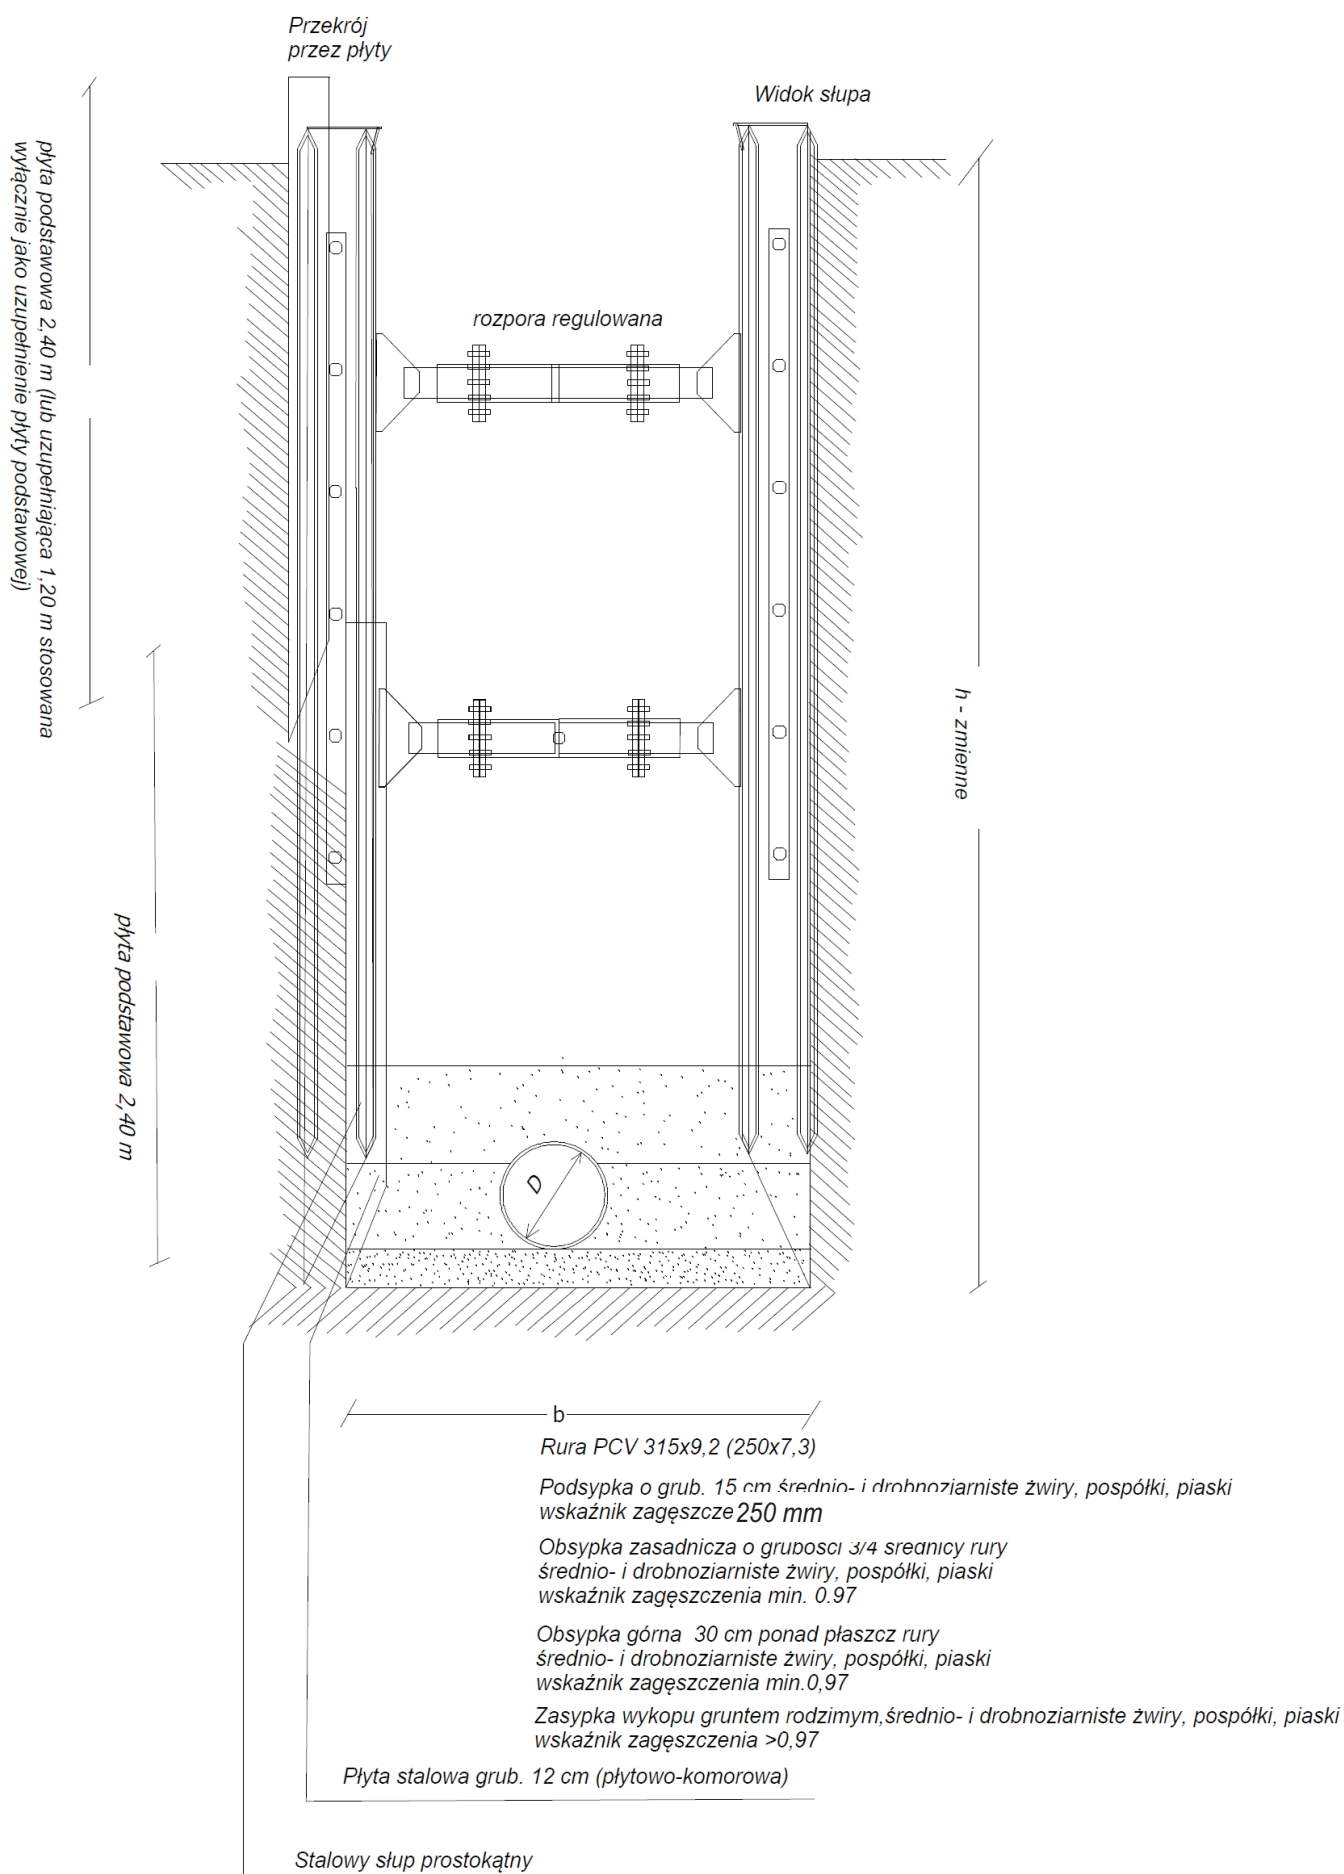 Przekrój
przez płyty
Widok słupa
płyta podstawowa 2,40 m (lub uzupełniająca 1,20 m stosowana
wyłącznie jako uzupełnienie płyty podstawowej)
rozpora regulowana
h - zmienne
płyta podstawowa 2,40 m
D
b
Rura PCV 315x9,2 (250x7,3)
Podsypka o grub. 15 cm średnio- i drobnoziarniste żwiry, pospółki, piaski
wskaźnik zagęszcze 250 mm
Obsypka zasadnicza o grubości 3/4 średnicy rury
średnio- i drobnoziarniste żwiry, pospółki, piaski
wskaźnik zagęszczenia min. 0.97
Obsypka górna 30 cm ponad płaszcz rury
średnio- i drobnoziarniste żwiry, pospółki, piaski
wskaźnik zagęszczenia min.0,97
Zasypka wykopu gruntem rodzimym,średnio- i drobnoziarniste żwiry, pospółki, piaski
wskaźnik zagęszczenia >0,97
Płyta stalowa grub. 12 cm (płytowo-komorowa)
Stalowy słup prostokątny